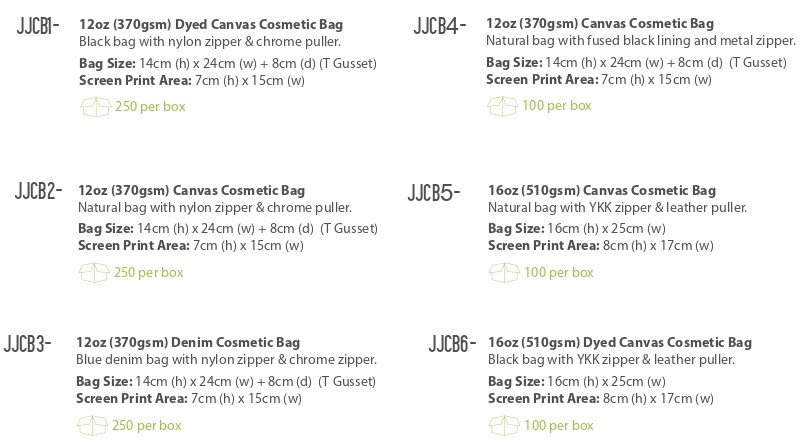 JJCB1-
12oz (370gsm) Dyed Canvas Cosmetic Bag
Black bag with nylon zipper & chrome puller.
Bag Size: 14cm (h) x 24cm (w) + 8cm (d) (T Gusset)
Screen Print Area: 7cm (h) x 15cm (w)
250 per box
JJCB2-
12oz (370gsm) Canvas Cosmetic Bag
Natural bag with nylon zipper & chrome puller.
Bag Size: 14cm (h) x 24cm (w) + 8cm (d) (T Gusset)
Screen Print Area: 7cm (h) x 15cm (w)
250 per box
JJCB3-
12oz (370gsm) Denim Cosmetic Bag
Blue denim bag with nylon zipper & chrome zipper.
Bag Size: 14cm (h) x 24cm (w) + 8cm (d) (T Gusset)
Screen Print Area: 7cm (h) x 15cm (w)
250 per box
JJCB4-
12oz (370gsm) Canvas Cosmetic Bag
Natural bag with fused black lining and metal zipper.
Bag Size: 14cm (h) x 24cm (w) + 8cm (d) (T Gusset)
Screen Print Area: 7cm (h) x 15cm (w)
100 per box
JJCB5-
16oz (510gsm) Canvas Cosmetic Bag
Natural bag with YKK zipper & leather puller.
Bag Size: 16cm (h) x 25cm (w)
Screen Print Area: 8cm (h) x 17cm (w)
100 per box
JJCB6-
16oz (510gsm) Dyed Canvas Cosmetic Bag
Black bag with YKK zipper & leather puller.
Bag Size: 16cm (h) x 25cm (w)
Screen Print Area: 8cm (h) x 17cm (w)
100 per box